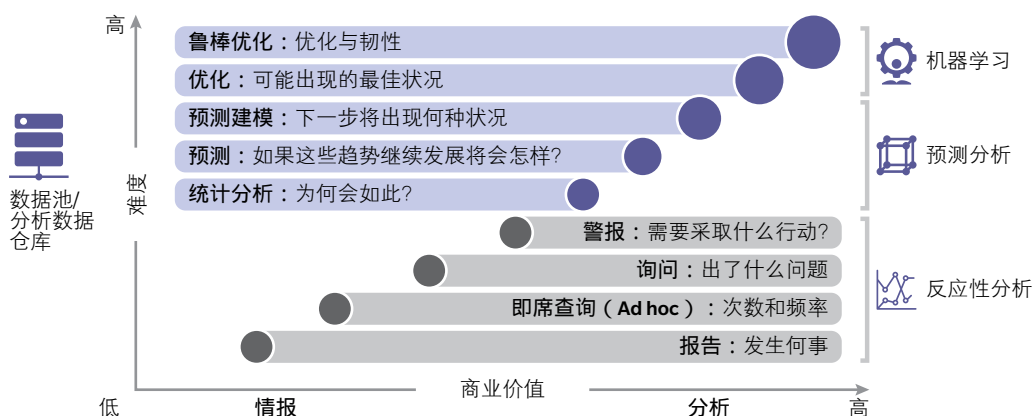 高
鲁棒优化：优化与韧性
优化：可能出现的最佳状况
预测建模：下一步将出现何种状况
预测：如果这些趋势继续发展将会怎样？
统计分析：为何会如此？
警报：需要采取什么行动？
询问：出了什么问题
即席查询（Ad hoc）：次数和频率
报告：发生何事
机器学习
预测分析
反应性分析
数据池/
分析数据
仓库
难度
商业价值
低
情报
分析
高